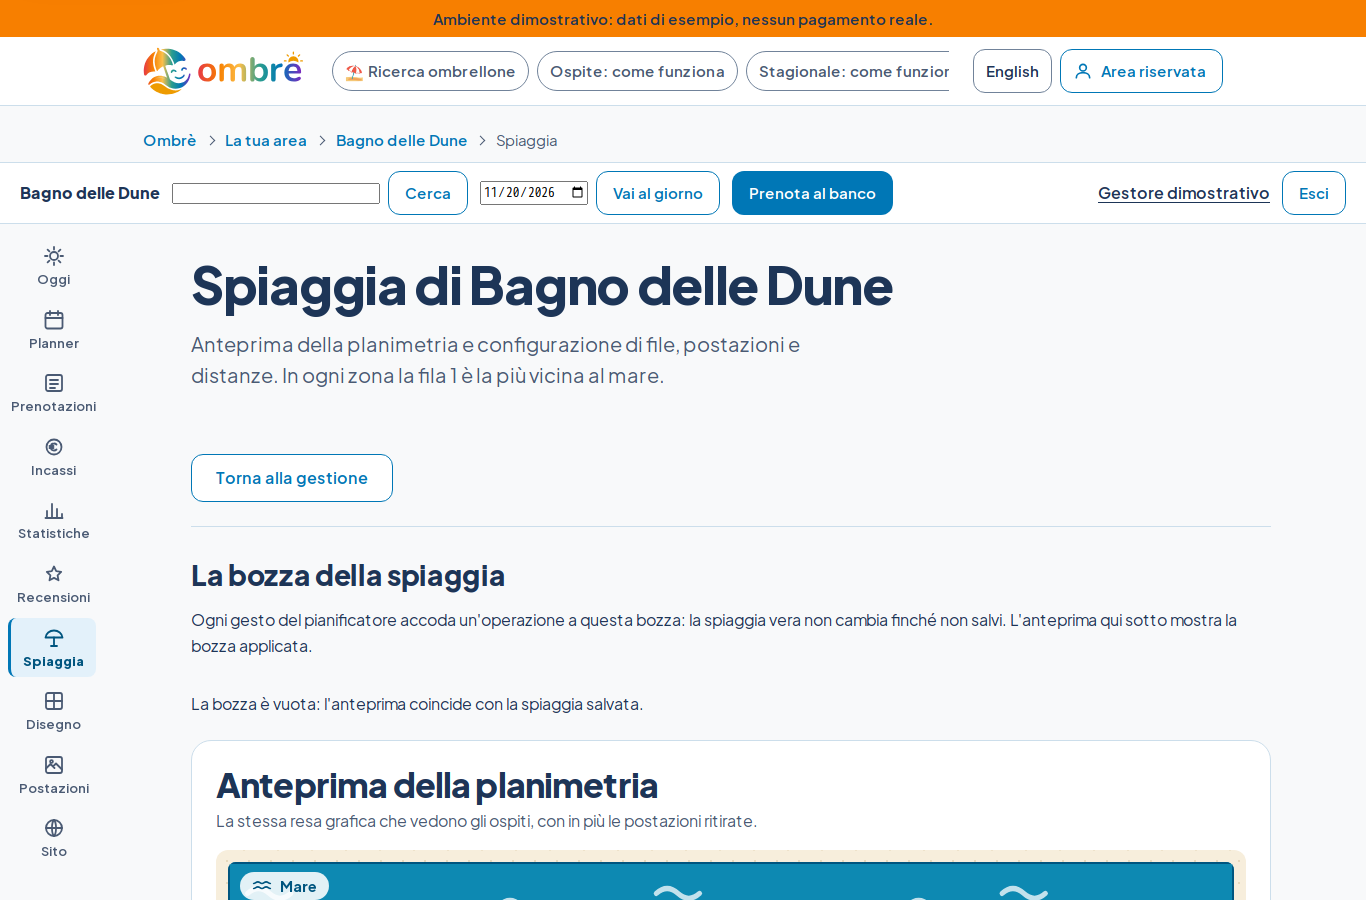 Ambiente dimostrativo: dati di esempio, nessun pagamento reale.
ombrè
Ricerca ombrellone
Ospite: come funziona
Stagionale: come funzion
English
Area riservata
Ombrè
La tua area
Bagno delle Dune
Spiaggia
Bagno delle Dune
Cerca
11/20/2026
Vai al giorno
Prenota al banco
Gestore dimostrativo
Esci
Oggi
Planner
Prenotazioni
Incassi
Statistiche
Recensioni
Spiaggia
Disegno
Postazioni
Sito
Spiaggia di Bagno delle Dune
Anteprima della planimetria e configurazione di file, postazioni e
distanze. In ogni zona la fila 1 è la più vicina al mare.
Torna alla gestione
La bozza della spiaggia
Ogni gesto del pianificatore accoda un'operazione a questa bozza: la spiaggia vera non cambia finché non salvi. L'anteprima qui sotto mostra la
bozza applicata.
La bozza è vuota: l'anteprima coincide con la spiaggia salvata.
Anteprima della planimetria
La stessa resa grafica che vedono gli ospiti, con in più le postazioni ritirate.
Mare